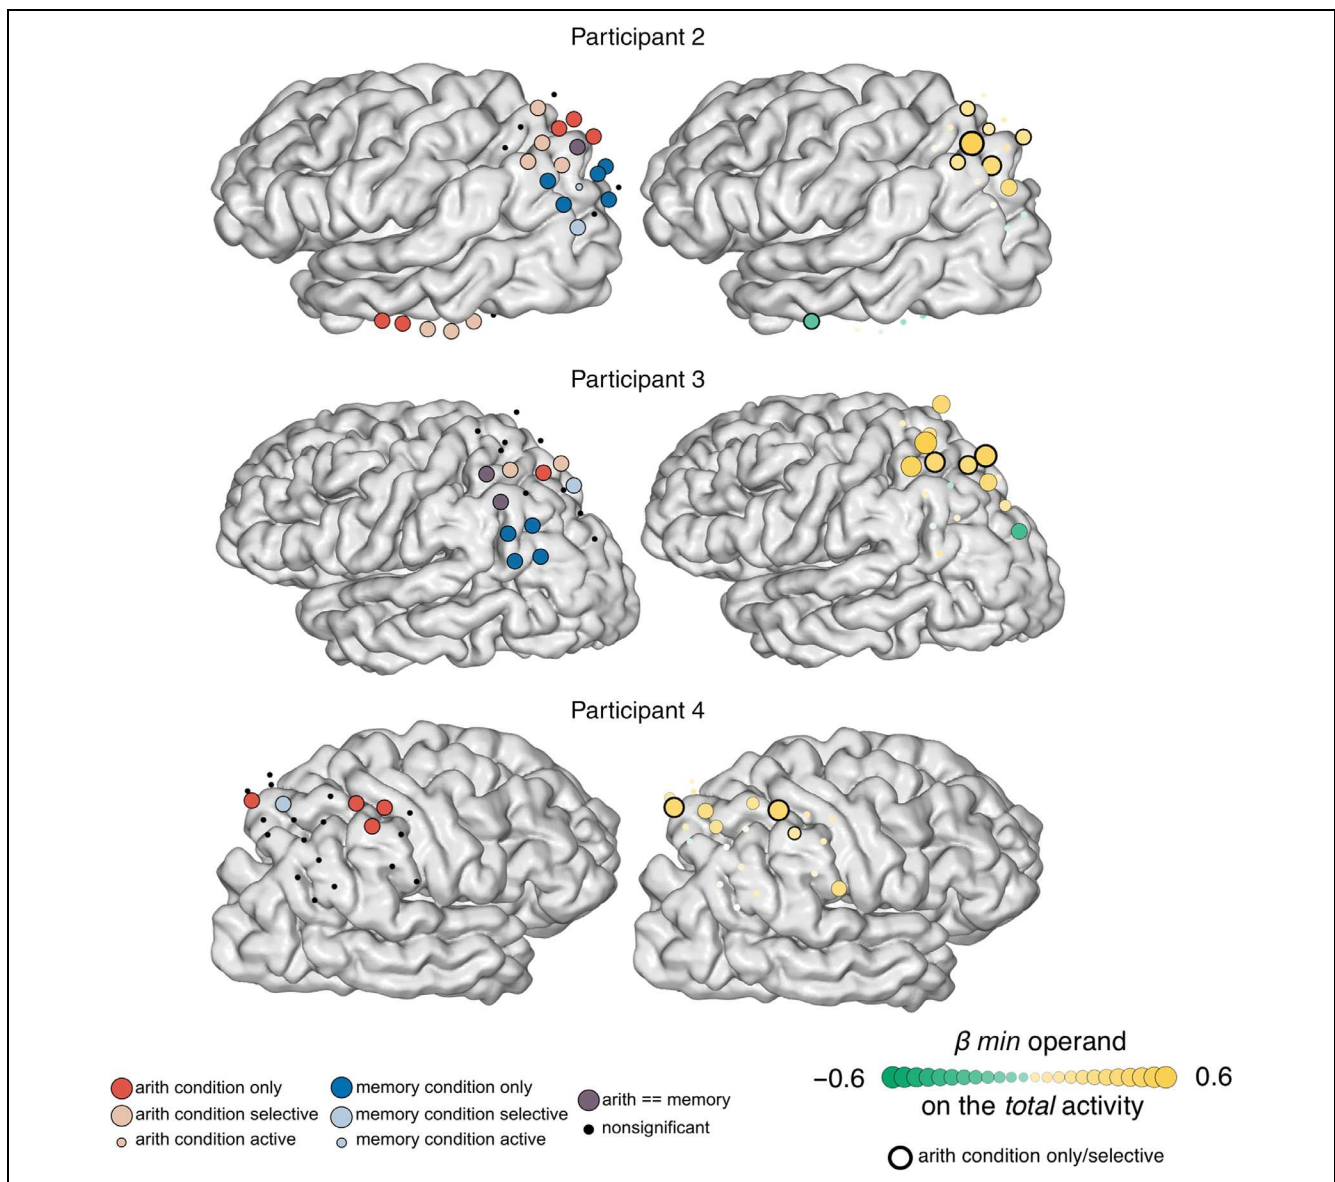 Participant 2
Participant 3
Participant 4
arith condition only
arith condition selective
arith condition active
memory condition only
memory condition selective
memory condition active
arith == memory
nonsignificant
β min operand
−0.6
0.6
on the total activity
arith condition only/selective